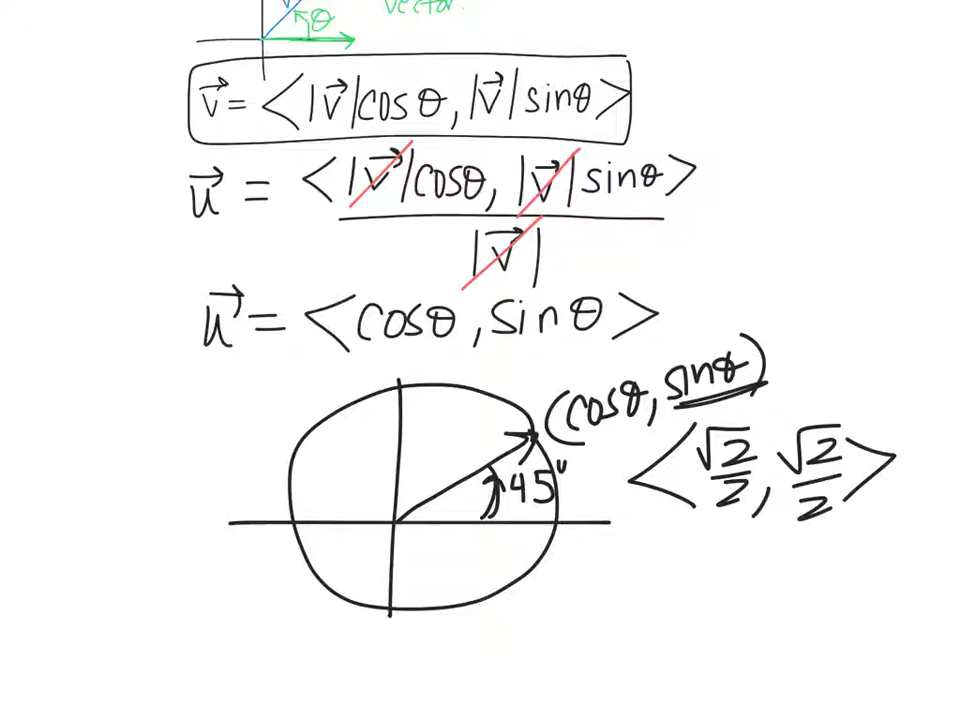 v θ
vector.
v⃗ = <|v⃗|cosθ, |v⃗|sinθ>
u⃗ = <|v⃗|cosθ, |v⃗|sinθ>
|v⃗|
u⃗ = <cosθ, sinθ>
(cosθ, sinθ)
<√2/2, √2/2>
45°